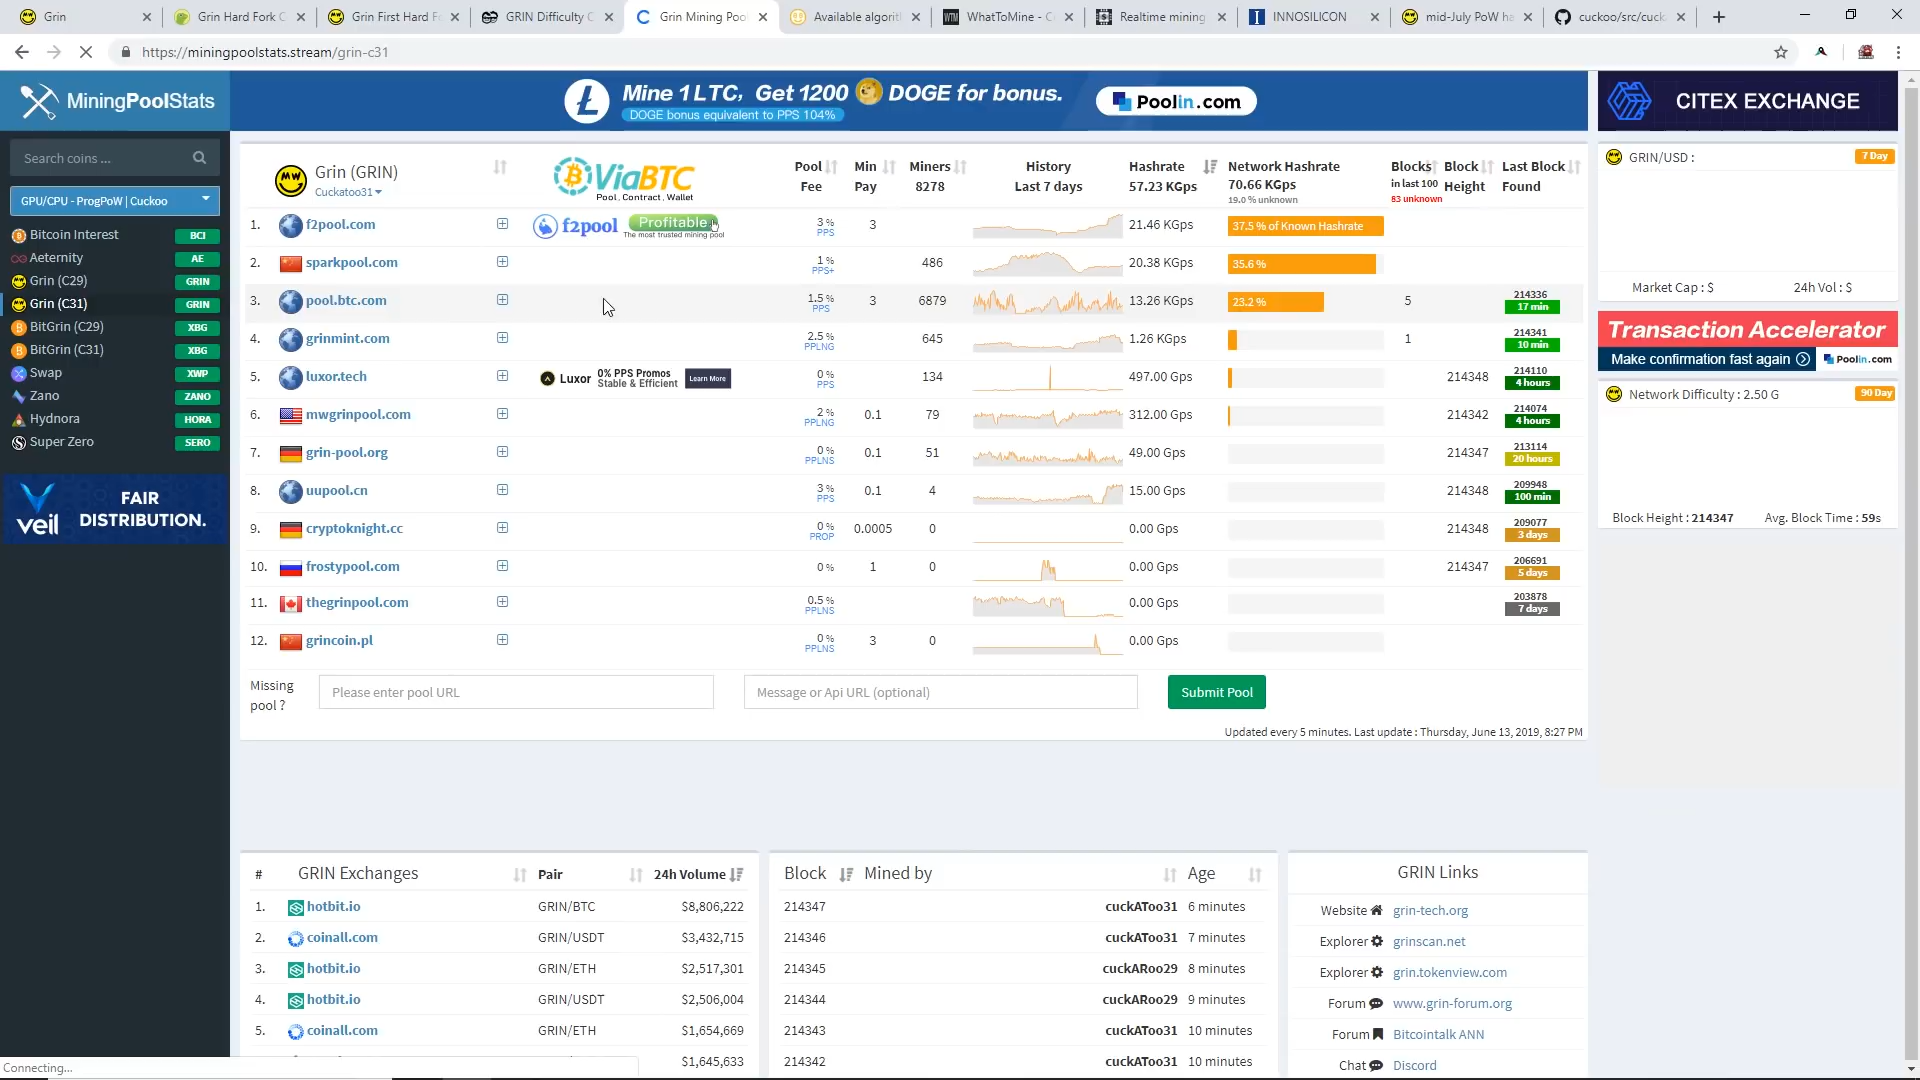 Grin
Grin Hard Fork C
Grin First Hard F
GRIN Difficulty C
Grin Mining Poo
Available algorit
WhatToMine - C
Realtime mining
INNOSILICON
mid-July PoW ha
cuckoo/src/cuck
https://miningpoolstats.stream/grin-c31
MiningPoolStats
Search coins ...
GPU/CPU - ProgPoW | Cuckoo
Bitcoin Interest BCI
Aeternity AE
Grin (C29) GRIN
Grin (C31) GRIN
BitGrin (C29) XBG
BitGrin (C31) XBG
Swap XWP
Zano ZANO
Hydnora HORA
Super Zero SERO
veil FAIR
DISTRIBUTION.
Mine 1 LTC, Get 1200 DOGE for bonus.
DOGE bonus equivalent to PPS 104%
Poolin.com
Grin (GRIN)
Cuckatoo31
ViaBTC
Pool , Contract , Wallet
Pool
Fee
Min
Pay
Miners
8278
History
Last 7 days
Hashrate
57.23 KGps
Network Hashrate
70.66 KGps
19.0 % unknown
Blocks
in last 100
83 unknown
Block
Height
Last Block
Found
1. f2pool.com f2pool Profitable
The most trusted mining pool
3 %
PPS
3 21.46 KGps 37.5 % of Known Hashrate
2. sparkpool.com
1 %
PPS+
486 20.38 KGps 35.6 %
3. pool.btc.com
1.5 %
PPS
3 6879 13.26 KGps 23.2 % 5
214336
17 min
4. grinmint.com
2.5 %
PPLNG
645 1.26 KGps 1
214341
10 min
5. luxor.tech Luxor 0% PPS Promos
Stable & Efficient
Learn More
0 %
PPS
134 497.00 Gps 214348
214110
4 hours
6. mwgrinpool.com
2 %
PPLNG
0.1 79 312.00 Gps 214342
214074
4 hours
7. grin-pool.org
0 %
PPLNS
0.1 51 49.00 Gps 214347
213114
20 hours
8. uupool.cn
3 %
PPS
0.1 4 15.00 Gps 214348
209948
100 min
9. cryptoknight.cc
0 %
PROP
0.0005 0 0.00 Gps 214348
209077
3 days
10. frostypool.com
0 %
1 0 0.00 Gps 214347
206691
5 days
11. thegrinpool.com
0.5 %
PPLNS
0.00 Gps
203878
7 days
12. grincoin.pl
0 %
PPLNS
3 0 0.00 Gps
Missing
pool ?
Please enter pool URL
Message or Api URL (optional)
Submit Pool
Updated every 5 minutes. Last update : Thursday, June 13, 2019, 8:27 PM
# GRIN Exchanges Pair 24h Volume
1. hotbit.io GRIN/BTC $8,806,222
2. coinall.com GRIN/USDT $3,432,715
3. hotbit.io GRIN/ETH $2,517,301
4. hotbit.io GRIN/USDT $2,506,004
5. coinall.com GRIN/ETH $1,654,669
$1,645,633
Block Mined by Age
214347 cuckAToo31 6 minutes
214346 cuckAToo31 7 minutes
214345 cuckARoo29 8 minutes
214344 cuckARoo29 9 minutes
214343 cuckAToo31 10 minutes
214342 cuckAToo31 10 minutes
GRIN Links
Website grin-tech.org
Explorer grinscan.net
Explorer grin.tokenview.com
Forum www.grin-forum.org
Forum Bitcointalk ANN
Chat Discord
CITEX EXCHANGE
GRIN/USD : 7 Day
Market Cap : $ 24h Vol : $
Transaction Accelerator
Make confirmation fast again Poolin.com
Network Difficulty : 2.50 G 90 Day
Block Height : 214347 Avg. Block Time : 59s
Connecting...